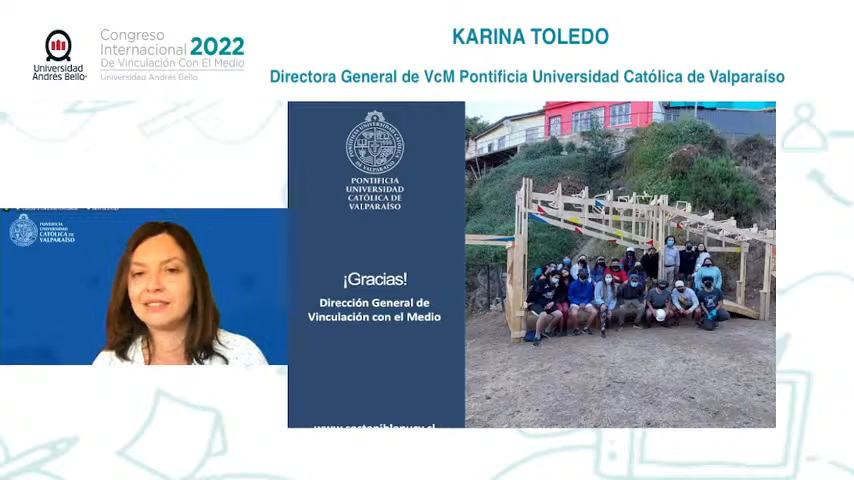 Universidad
Andrés Bello
Congreso
Internacional 2022
De Vinculación Con El Medio
Universidad Andrés Bello
KARINA TOLEDO
Directora General de VcM Pontificia Universidad Católica de Valparaíso
PONTIFICIA
UNIVERSIDAD
CATÓLICA DE
VALPARAÍSO
PONTIFICIA
UNIVERSIDAD
CATÓLICA DE
VALPARAÍSO
¡Gracias!
Dirección General de
Vinculación con el Medio